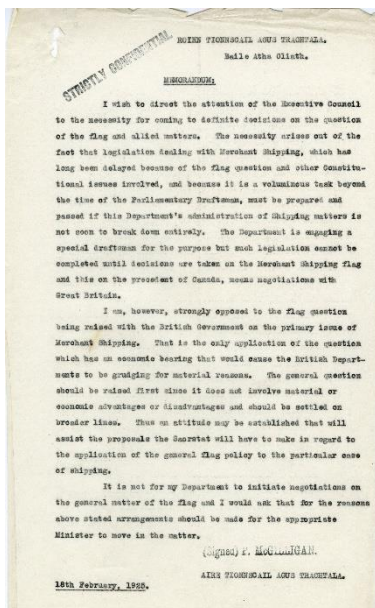 STRICTLY CONFIDENTIAL
ROIEN TIONNSCAIL AGUS TRACHTALA.
Baile Atha Cliath.
MEMORANDUM:
I wish to direct the attention of the Executive Council
to the necessity for coming to definite decisions on the question
of the flag and allied matters. The necessity arises out of the
fact that legislation dealing with Merchant Shipping, which has
long been delayed because of the flag question and other Constitu-
tional issues involved, and because it is a voluminous task beyond
the time of the Parliamentary Draftsman, must be prepared and
passed if this Department's administration of Shipping matters is
not soon to break down entirely. The Department is engaging a
special draftsman for the purpose but such legislation cannot be
completed until decisions are taken on the Merchant Shipping flag
and this on the precedent of Canada, means negotiations with
Great Britain.
I am, however, strongly opposed to the flag question
being raised with the British Government on the primary issue of
Merchant Shipping. That is the only application of the question
which has an economic bearing that would cause the British Depart-
ments to be grudging for material reasons. The general question
should be raised first since it does not involve material or
economic advantages or disadvantages and should be settled on
broader lines. Thus an attitude may be established that will
assist the proposals the Saorstat will have to make in regard to
the application of the general flag policy to the particular case
of shipping.
It is not for my Department to initiate negotiations on
the general matter of the flag and I would ask that for the reasons
above stated arrangements should be made for the appropriate
Minister to move in the matter.
(Signed) P. McGILLIGAN.
AIRE TIONNSCAIL AGUS TRACHTALA.
18th February, 1925.